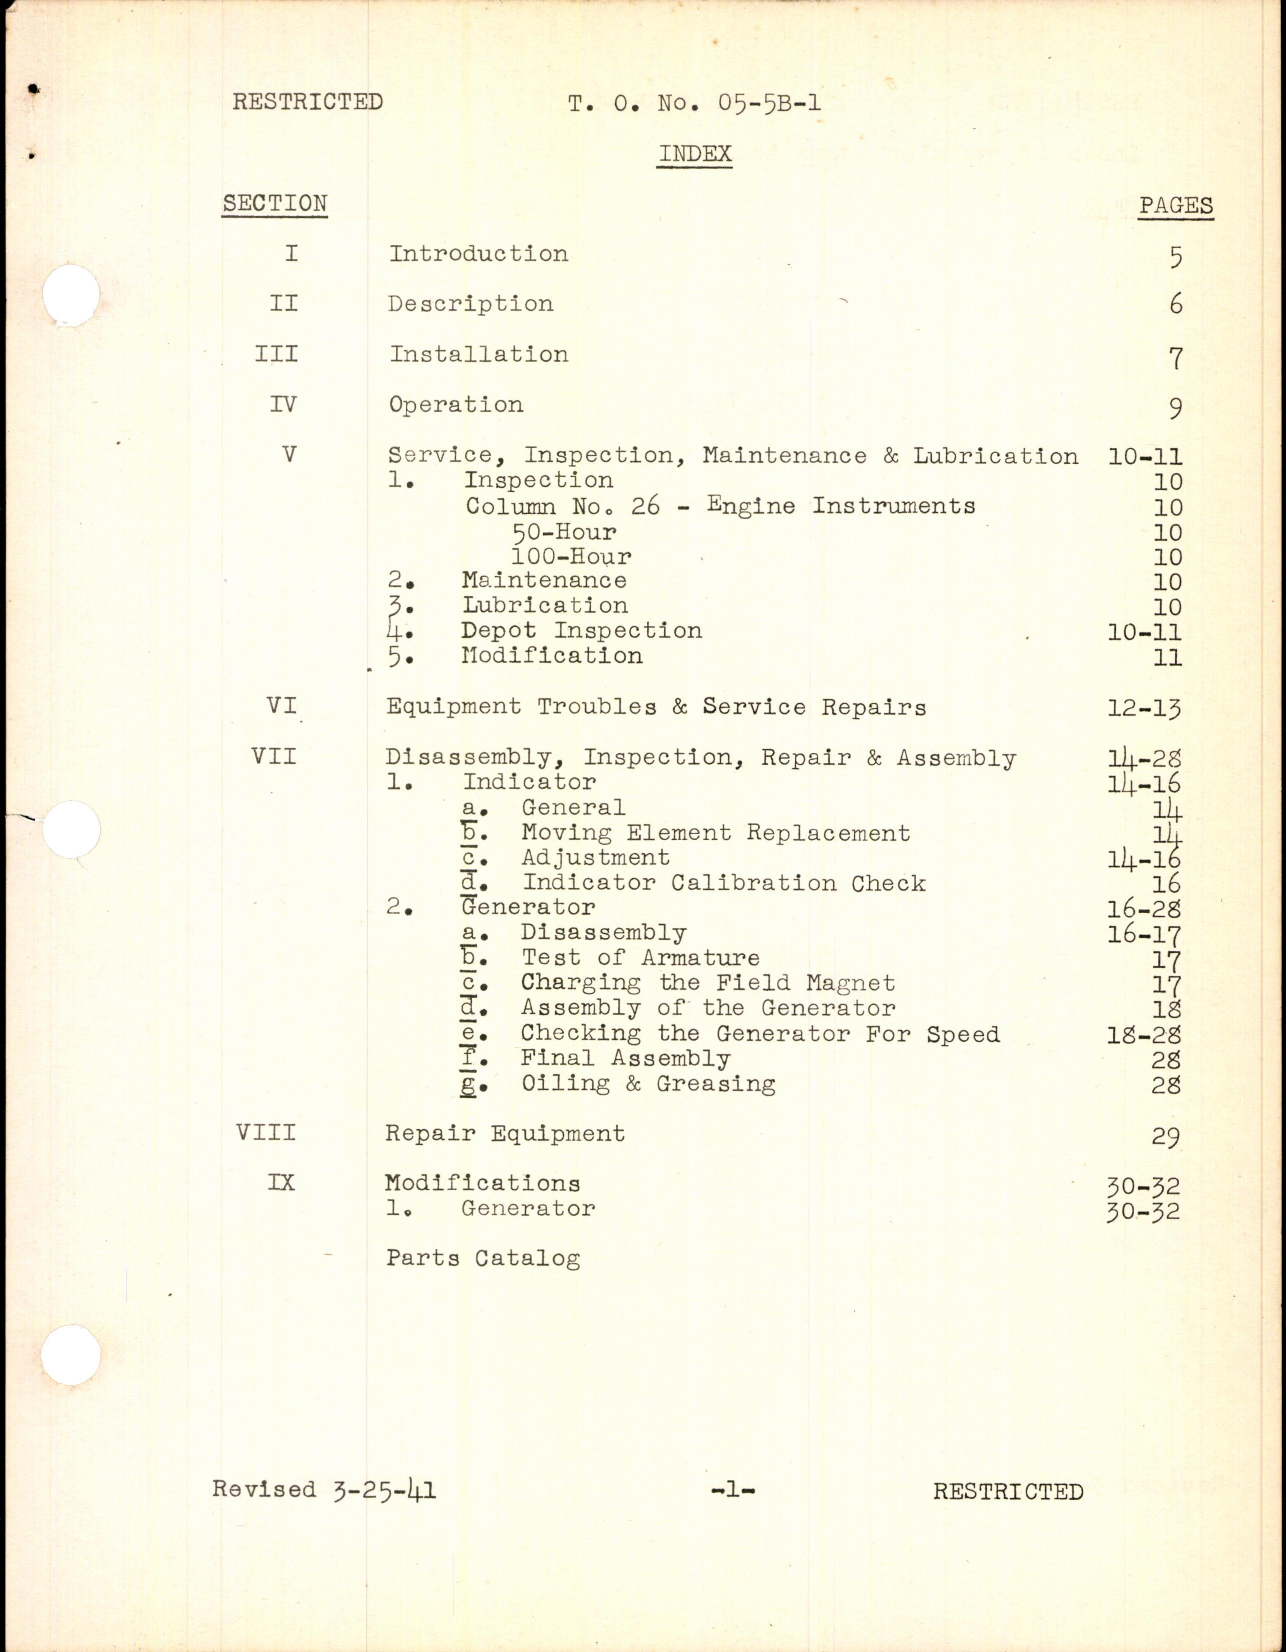 RESTRICTED T. O. No. 05-5B-1
INDEX
SECTION PAGES
I Introduction 5
II Description 6
III Installation 7
IV Operation 9
V Service, Inspection, Maintenance & Lubrication 10-11
1. Inspection 10
Column No. 26 - Engine Instruments 10
50-Hour 10
100-Hour 10
2. Maintenance 10
3. Lubrication 10
4. Depot Inspection 10-11
5. Modification 11
VI Equipment Troubles & Service Repairs 12-13
VII Disassembly, Inspection, Repair & Assembly 14-28
1. Indicator 14-16
a. General 14
b. Moving Element Replacement 14
c. Adjustment 14-16
d. Indicator Calibration Check 16
2. Generator 16-28
a. Disassembly 16-17
b. Test of Armature 17
c. Charging the Field Magnet 17
d. Assembly of the Generator 18
e. Checking the Generator For Speed 18-28
f. Final Assembly 28
g. Oiling & Greasing 28
VIII Repair Equipment 29
IX Modifications 30-32
1. Generator 30-32
Parts Catalog
Revised 3-25-41 -1- RESTRICTED